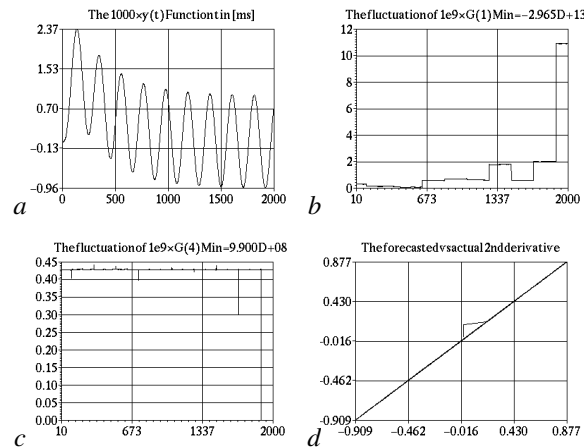 The 1000×y(t) Function t in [ms]
2.37
1.53
0.70
−0.13
−0.96
0 500 1000 1500 2000
a
The fluctuation of 1e9×G(1)Min=−2.965D+13
12
10
8
6
4
2
0
10 673 1337 2000
b
The fluctuation of 1e9×G(4)Min=9.900D+08
0.45
0.40
0.35
0.30
0.25
0.20
0.15
0.10
0.05
0.00
10 673 1337 2000
c
The forecasted vs actual 2nd derivative
0.877
0.430
-0.016
-0.462
-0.909
-0.909 -0.462 -0.016 0.430 0.877
d